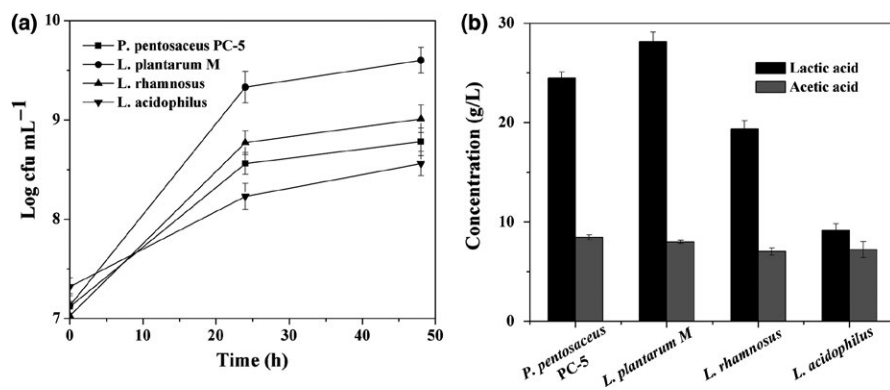 (a)
P. pentosaceus PC-5
L. plantarum M
L. rhamnosus
L. acidophilus
Log cfu mL−1
10
9
8
7
0 10 20 30 40 50
Time (h)
(b)
Lactic acid
Acetic acid
Concentration (g/L)
30
20
10
0
P. pentosaceus
PC-5
L. plantarum M
L. rhamnosus
L. acidophilus